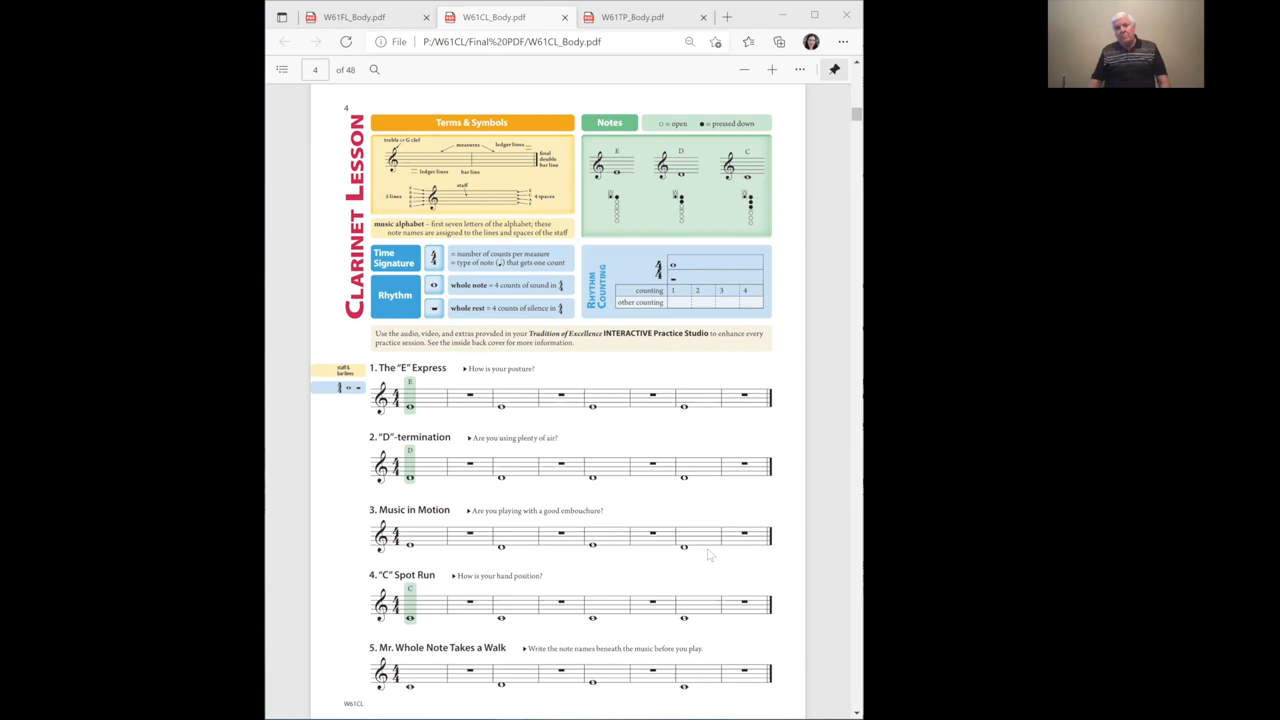 W61FL_Body.pdf
W61CL_Body.pdf
W61TP_Body.pdf
File
P:/W61CL/Final%20PDF/W61CL_Body.pdf
4
of 48
4
CLARINET LESSON
Terms & Symbols
treble or G clef
measures
ledger lines
final
double
bar line
ledger lines
bar line
staff
5 lines
4 spaces
music alphabet – first seven letters of the alphabet; these
note names are assigned to the lines and spaces of the staff
Notes
= open
= pressed down
E
D
C
Time
Signature
4
4
= number of counts per measure
= type of note ( ) that gets one count
Rhythm
whole note = 4 counts of sound in 4/4
whole rest = 4 counts of silence in 4/4
RHYTHM
COUNTING
counting 1 2 3 4
other counting
Use the audio, video, and extras provided in your Tradition of Excellence INTERACTIVE Practice Studio to enhance every
practice session. See the inside back cover for more information.
staff &
bar lines
1. The “E” Express
How is your posture?
E
2. “D”-termination
Are you using plenty of air?
D
3. Music in Motion
Are you playing with a good embouchure?
4. “C” Spot Run
How is your hand position?
C
5. Mr. Whole Note Takes a Walk
Write the note names beneath the music before you play.
W61CL